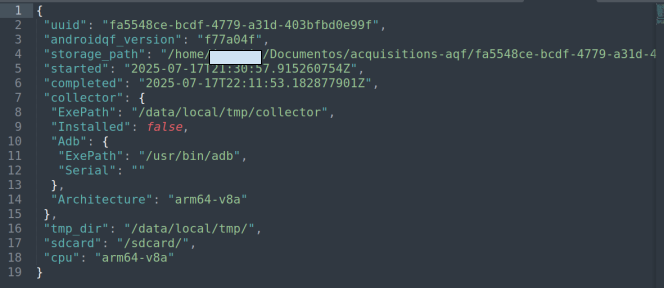 1 {
2 "uuid": "fa5548ce-bcdf-4779-a31d-403bfbd0e99f",
3 "androidqf_version": "f77a04f",
4 "storage_path": "/home/ /Documentos/acquisitions-aqf/fa5548ce-bcdf-4779-a31d-4
5 "started": "2025-07-17T21:30:57.915260754Z",
6 "completed": "2025-07-17T22:11:53.182877901Z",
7 "collector": {
8 "ExePath": "/data/local/tmp/collector",
9 "Installed": false,
10 "Adb": {
11 "ExePath": "/usr/bin/adb",
12 "Serial": ""
13 },
14 "Architecture": "arm64-v8a"
15 },
16 "tmp_dir": "/data/local/tmp/",
17 "sdcard": "/sdcard/",
18 "cpu": "arm64-v8a"
19 }